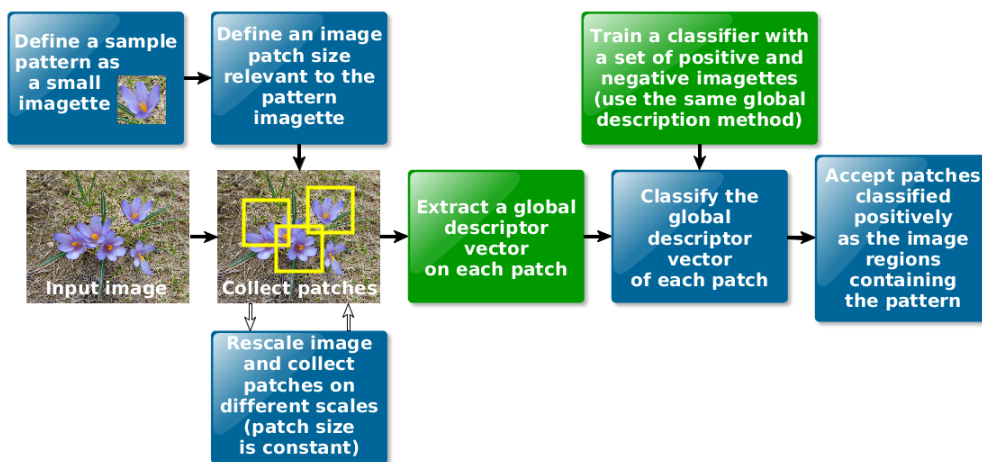 Define a sample
pattern as
a small
imagette
Define an image
patch size
relevant to the
pattern
imagette
Train a classifier with
a set of positive and
negative imagettes
(use the same global
description method)
Input image
Collect patches
Extract a global
descriptor
vector
on each patch
Classify the
global
descriptor
vector
of each patch
Accept patches
classified
positively
as the image
regions
containing
the pattern
Rescale image
and collect
patches on
different scales
(patch size
is constant)